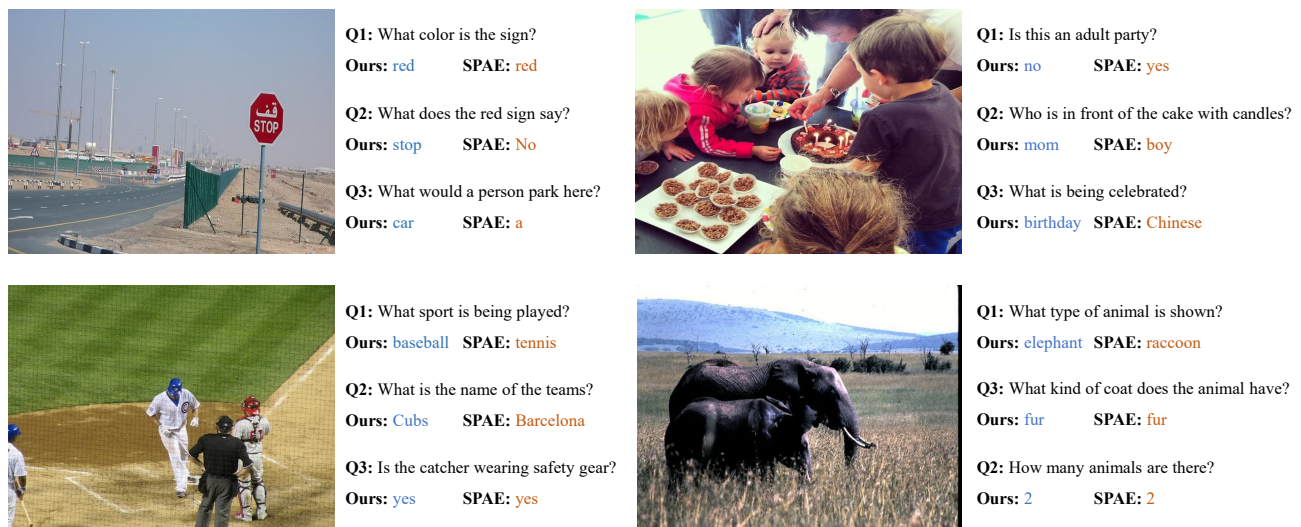 قف
STOP
Q1: What color is the sign?
Ours: red SPAE: red
Q2: What does the red sign say?
Ours: stop SPAE: No
Q3: What would a person park here?
Ours: car SPAE: a
Q1: Is this an adult party?
Ours: no SPAE: yes
Q2: Who is in front of the cake with candles?
Ours: mom SPAE: boy
Q3: What is being celebrated?
Ours: birthday SPAE: Chinese
Q1: What sport is being played?
Ours: baseball SPAE: tennis
Q2: What is the name of the teams?
Ours: Cubs SPAE: Barcelona
Q3: Is the catcher wearing safety gear?
Ours: yes SPAE: yes
Q1: What type of animal is shown?
Ours: elephant SPAE: raccoon
Q3: What kind of coat does the animal have?
Ours: fur SPAE: fur
Q2: How many animals are there?
Ours: 2 SPAE: 2